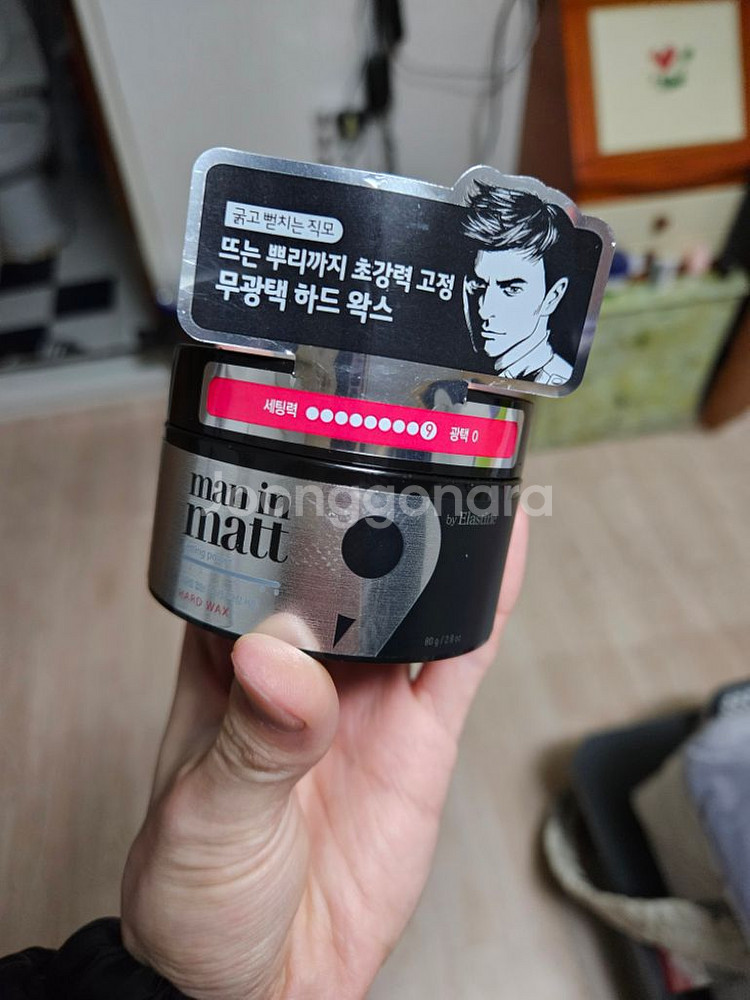 굵고 뻗치는 직모
뜨는 뿌리까지 초강력 고정
무광택 하드 왁스
세팅력 9 광택 0
Joonggonara
man in
matt
by Elastine
HARD WAX
80g / 2.8 oz